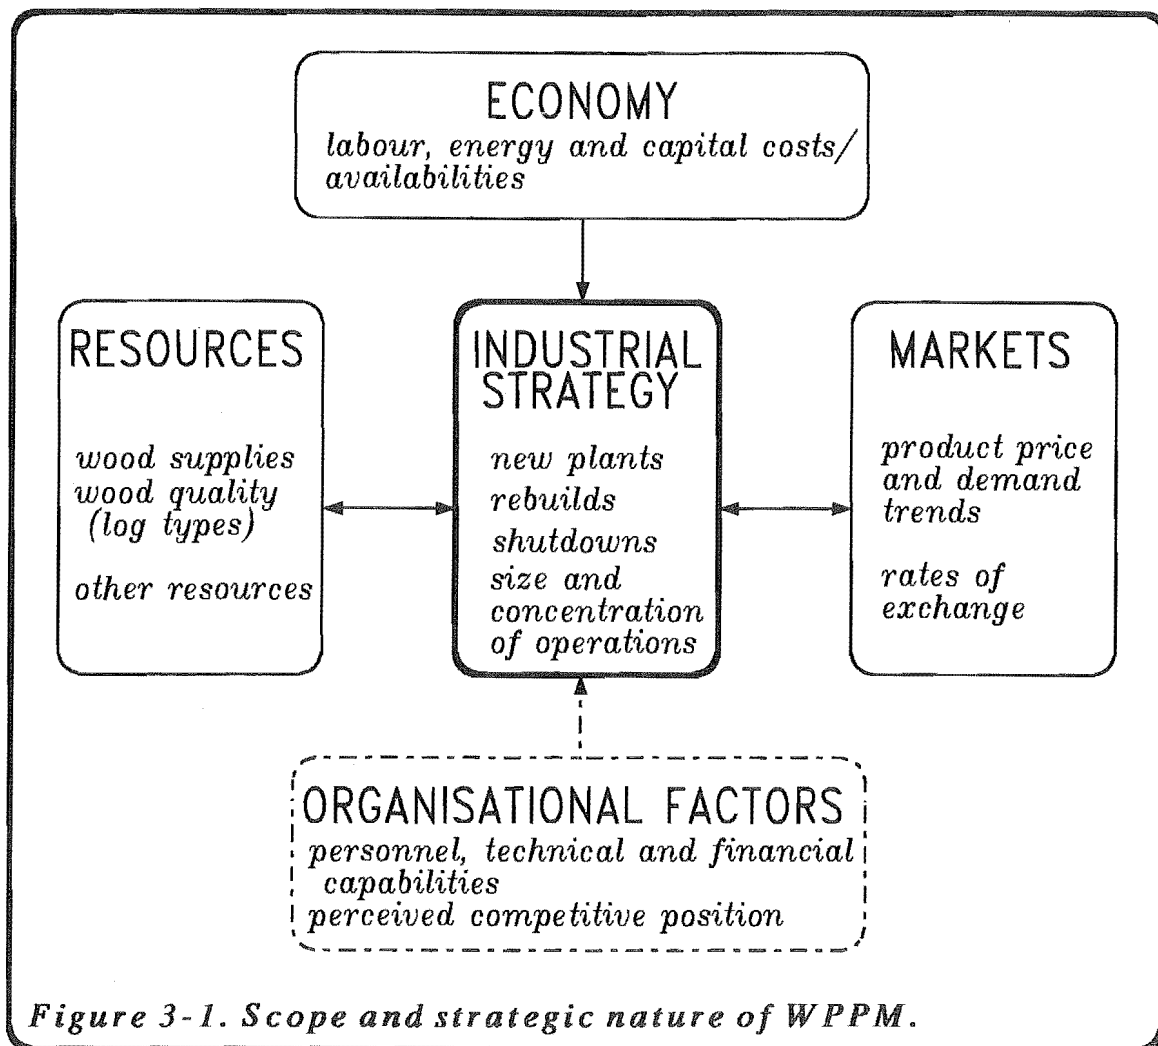 ECONOMY
labour, energy and capital costs/
availabilities
RESOURCES
wood supplies
wood quality
(log types)
other resources
INDUSTRIAL
STRATEGY
new plants
rebuilds
shutdowns
size and
concentration
of operations
MARKETS
product price
and demand
trends
rates of
exchange
ORGANISATIONAL FACTORS
personnel, technical and financial
capabilities
perceived competitive position
Figure 3-1. Scope and strategic nature of WPPM.